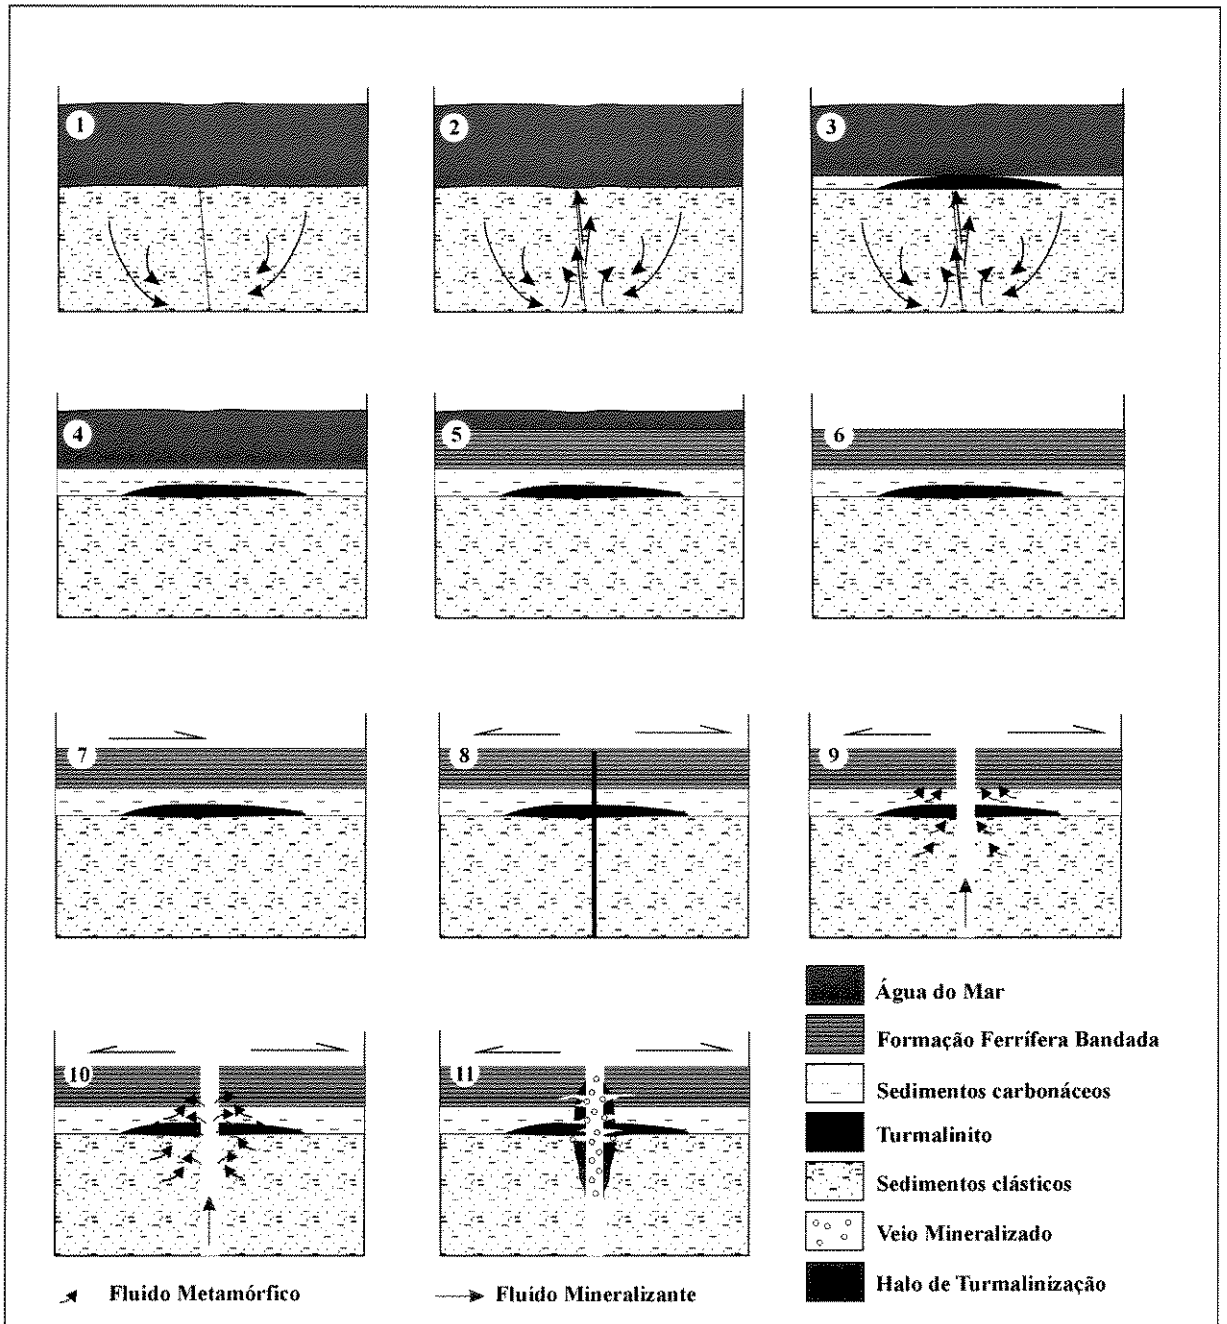 1
2
3
4
5
6
7
8
9
10
11
Água do Mar
Formação Ferrífera Bandada
Sedimentos carbonáceos
Turmalinito
Sedimentos clásticos
Veio Mineralizado
Halo de Turmalinização
Fluido Metamórfico
Fluído Mineralizante